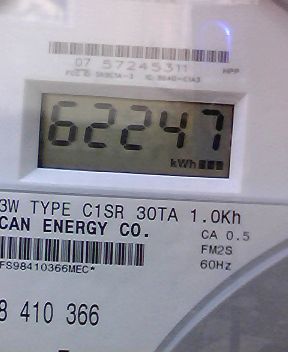 07 57245311
HPP
62247
kWh
3W TYPE C1SR 30TA 1.0Kh
CAN ENERGY CO.
CA 0.5
FM2S
60Hz
FS98410366MEC*
8 410 366